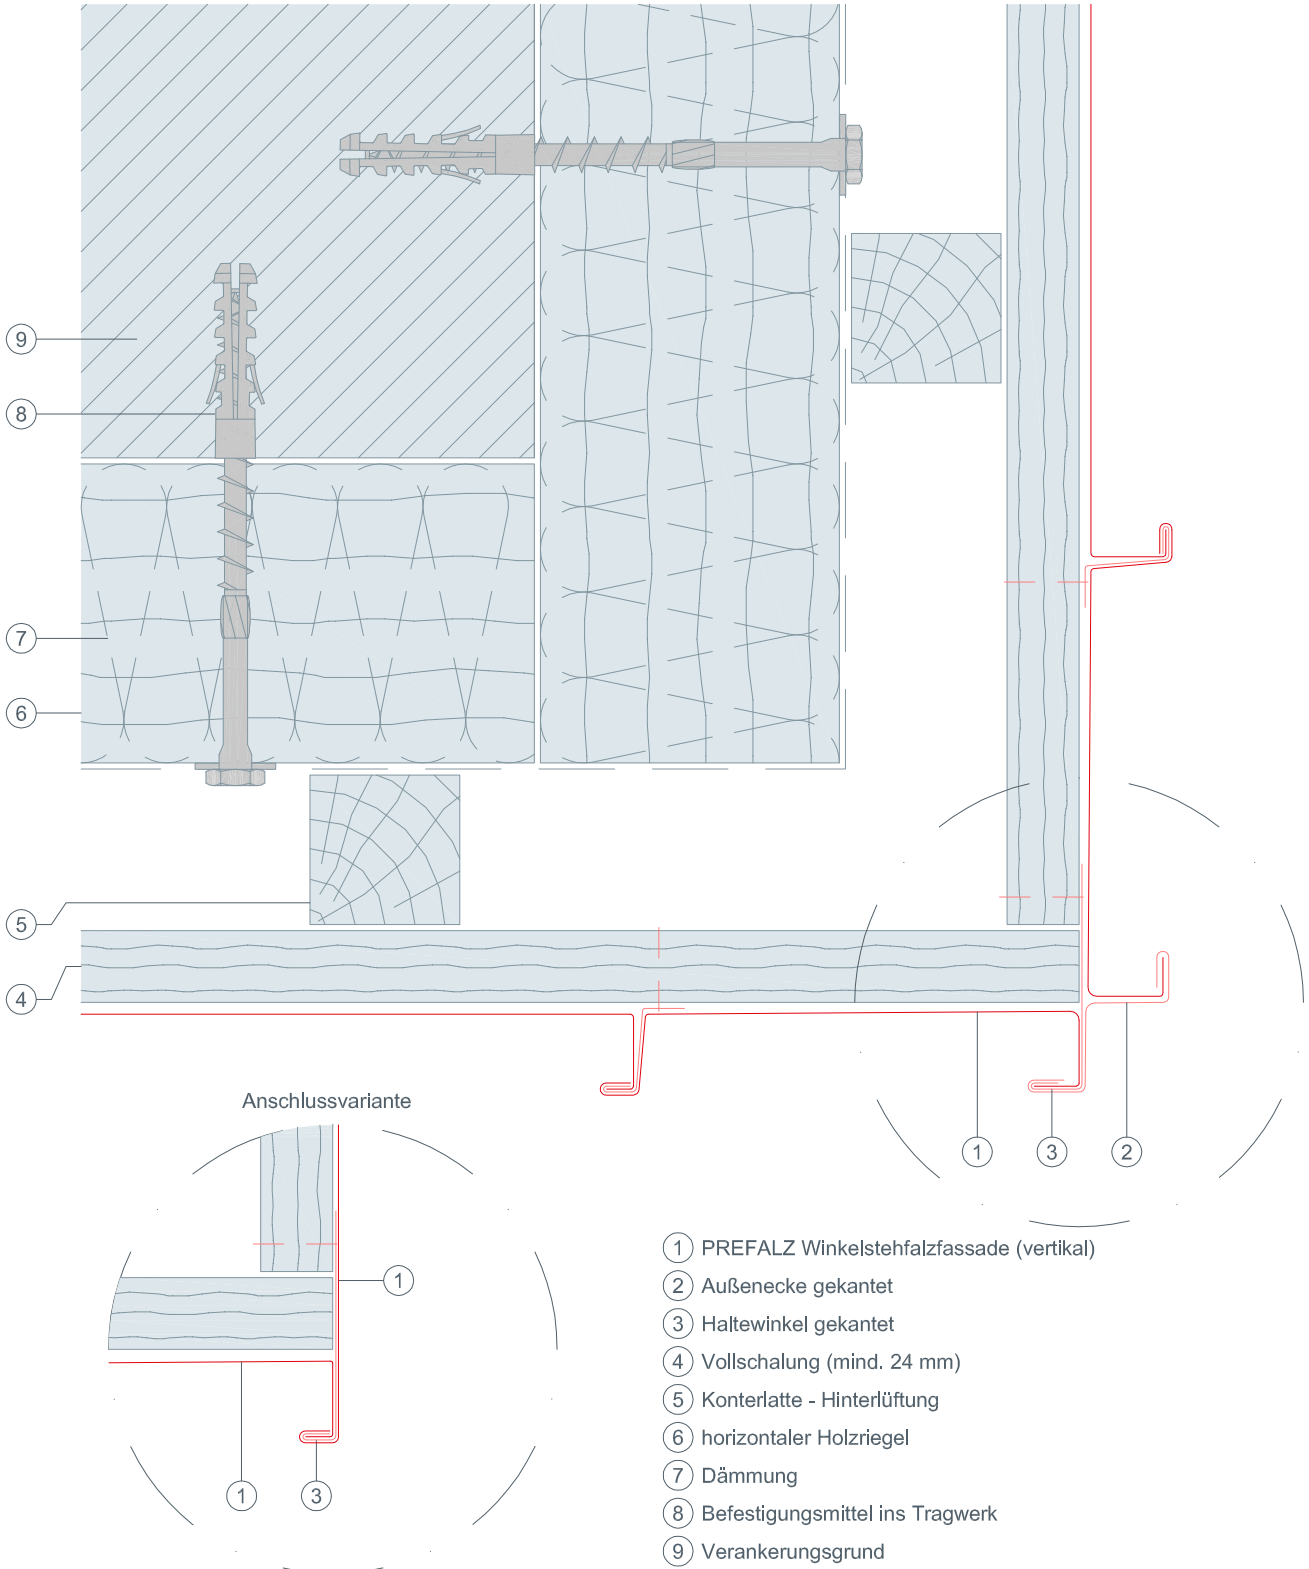 9
8
7
6
5
4
Anschlussvariante
1
3
2
1
1
3
1 PREFALZ Winkelstehfalzfassade (vertikal)
2 Außenecke gekantet
3 Haltewinkel gekantet
4 Vollschalung (mind. 24 mm)
5 Konterlatte - Hinterlüftung
6 horizontaler Holzriegel
7 Dämmung
8 Befestigungsmittel ins Tragwerk
9 Verankerungsgrund